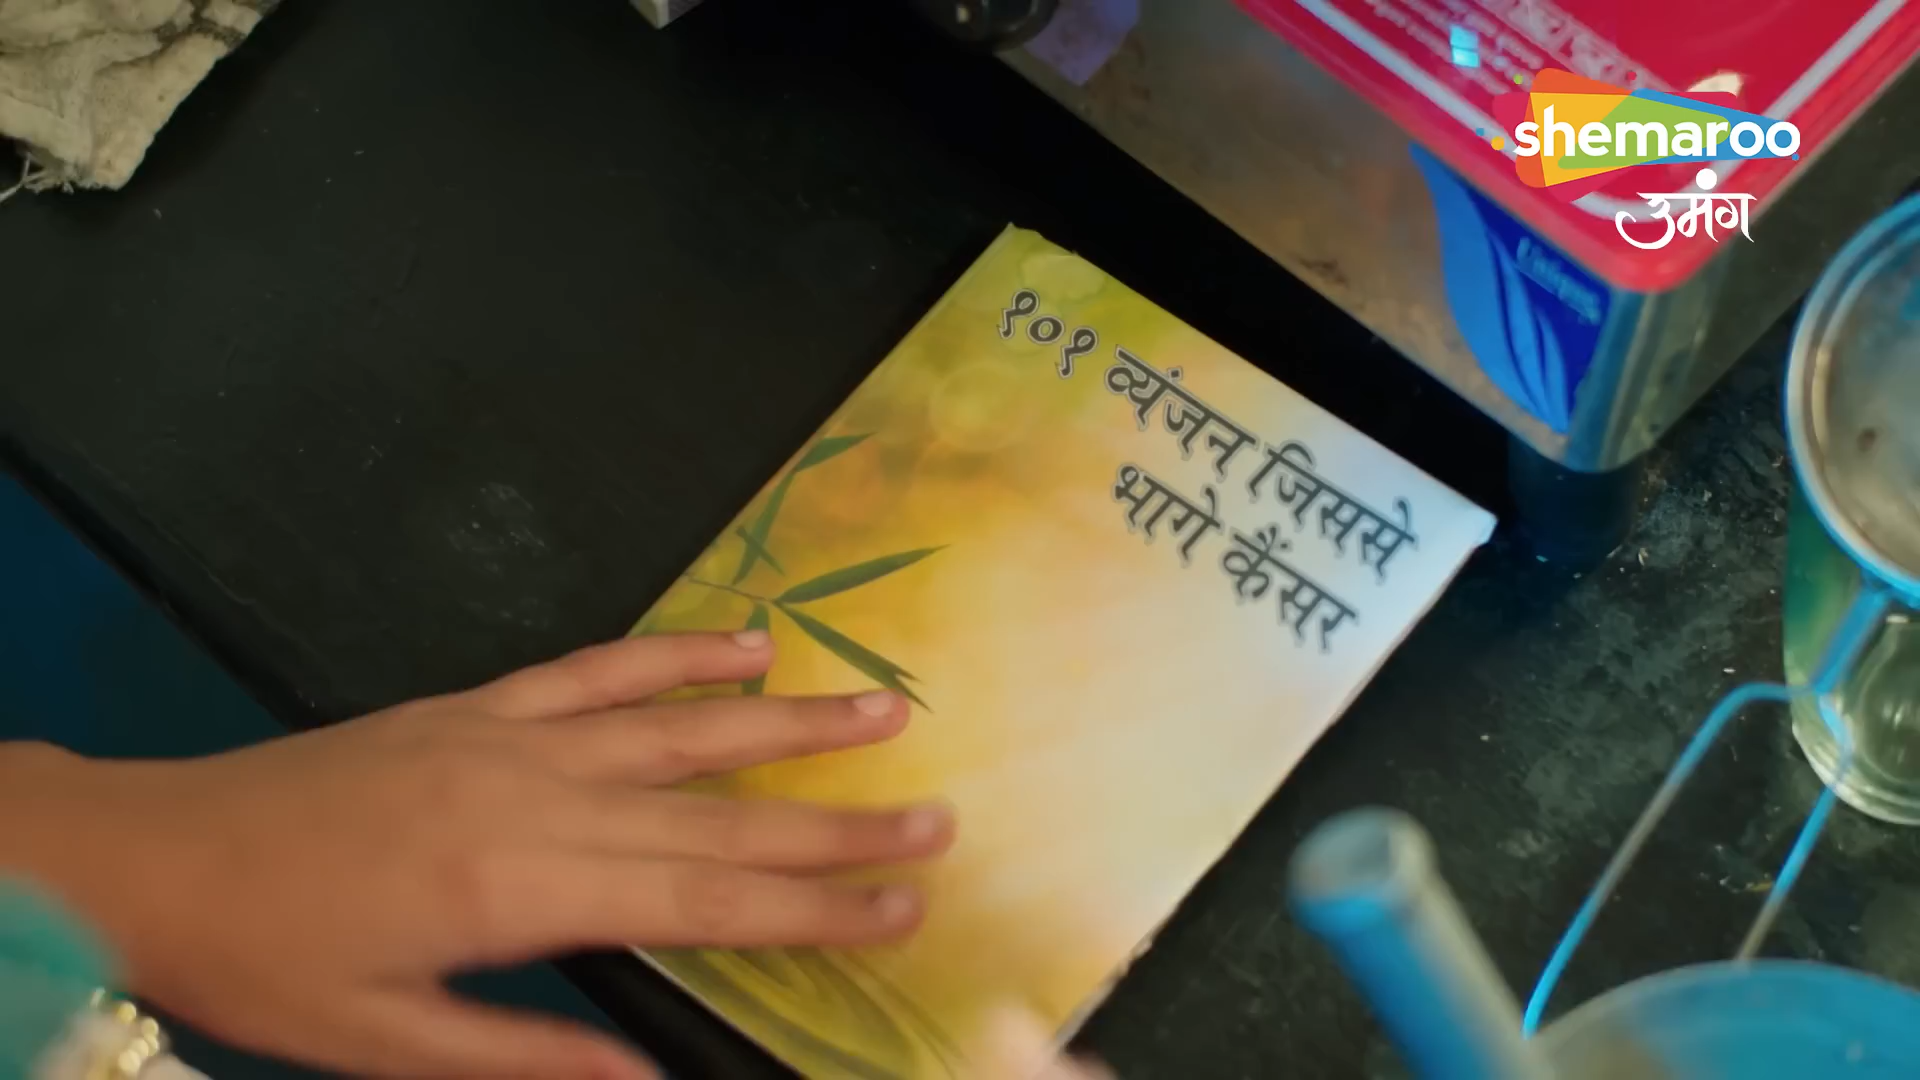 shemaroo
उमंग
१०१ व्यंजन जिससे
भागे कैंसर